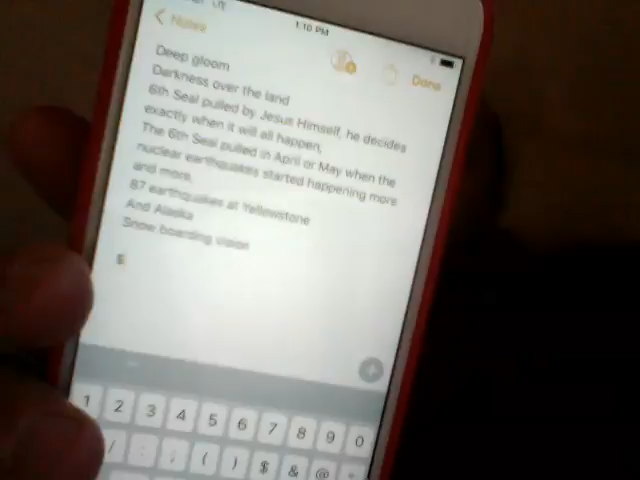 LTE
1:10 PM
Notes
Done
Deep gloom
Darkness over the land
6th Seal pulled by Jesus Himself, he decides
exactly when it will all happen,
The 6th Seal pulled in April or May when the
nuclear earthquakes started happening more
and more,
87 earthquakes at Yellowstone
And Alaska
Snow boarding vision
1 2 3 4 5 6 7 8 9 0
/ : ; ( ) $ & @